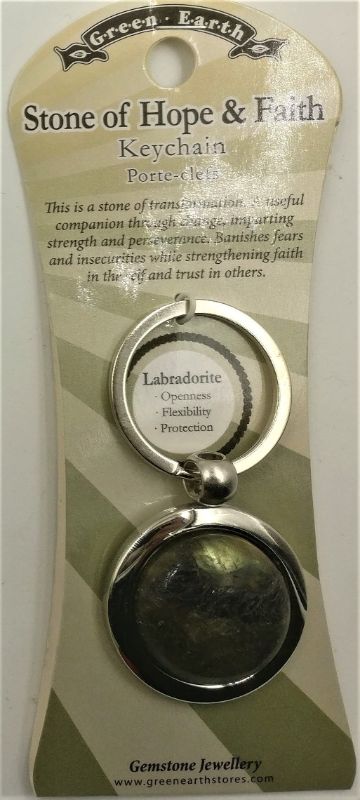 Green Earth
Stone of Hope & Faith
Keychain
Porte-clefs
This is a stone of transformation. A useful
companion through change, imparting
strength and perseverance. Banishes fears
and insecurities while strengthening faith
in the self and trust in others.
Labradorite
· Openness
· Flexibility
· Protection
Gemstone Jewellery
www.greenearthstores.com